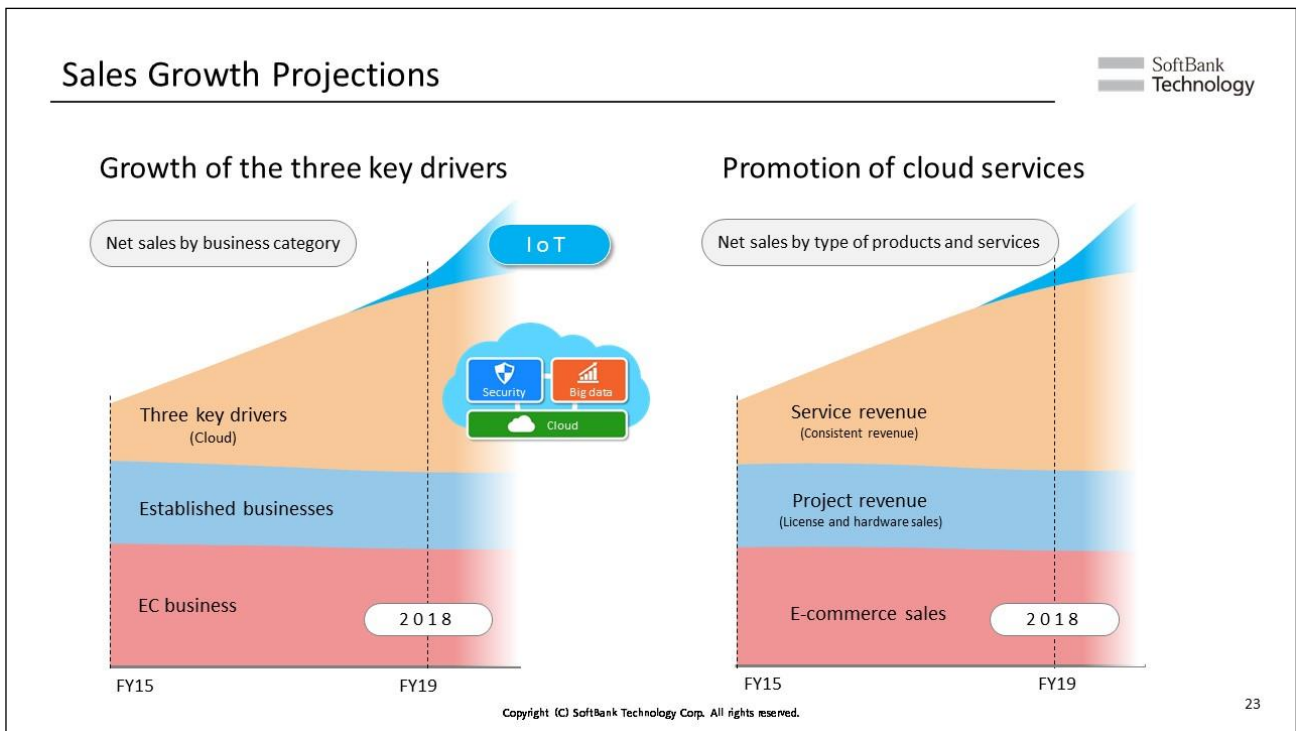 Sales Growth Projections
SoftBank
Technology
Growth of the three key drivers
Net sales by business category
IoT
Security
Big data
Cloud
Three key drivers
(Cloud)
Established businesses
EC business
2018
FY15
FY19
Promotion of cloud services
Net sales by type of products and services
Service revenue
(Consistent revenue)
Project revenue
(License and hardware sales)
E-commerce sales
2018
FY15
FY19
Copyright (C) SoftBank Technology Corp. All rights reserved.
23